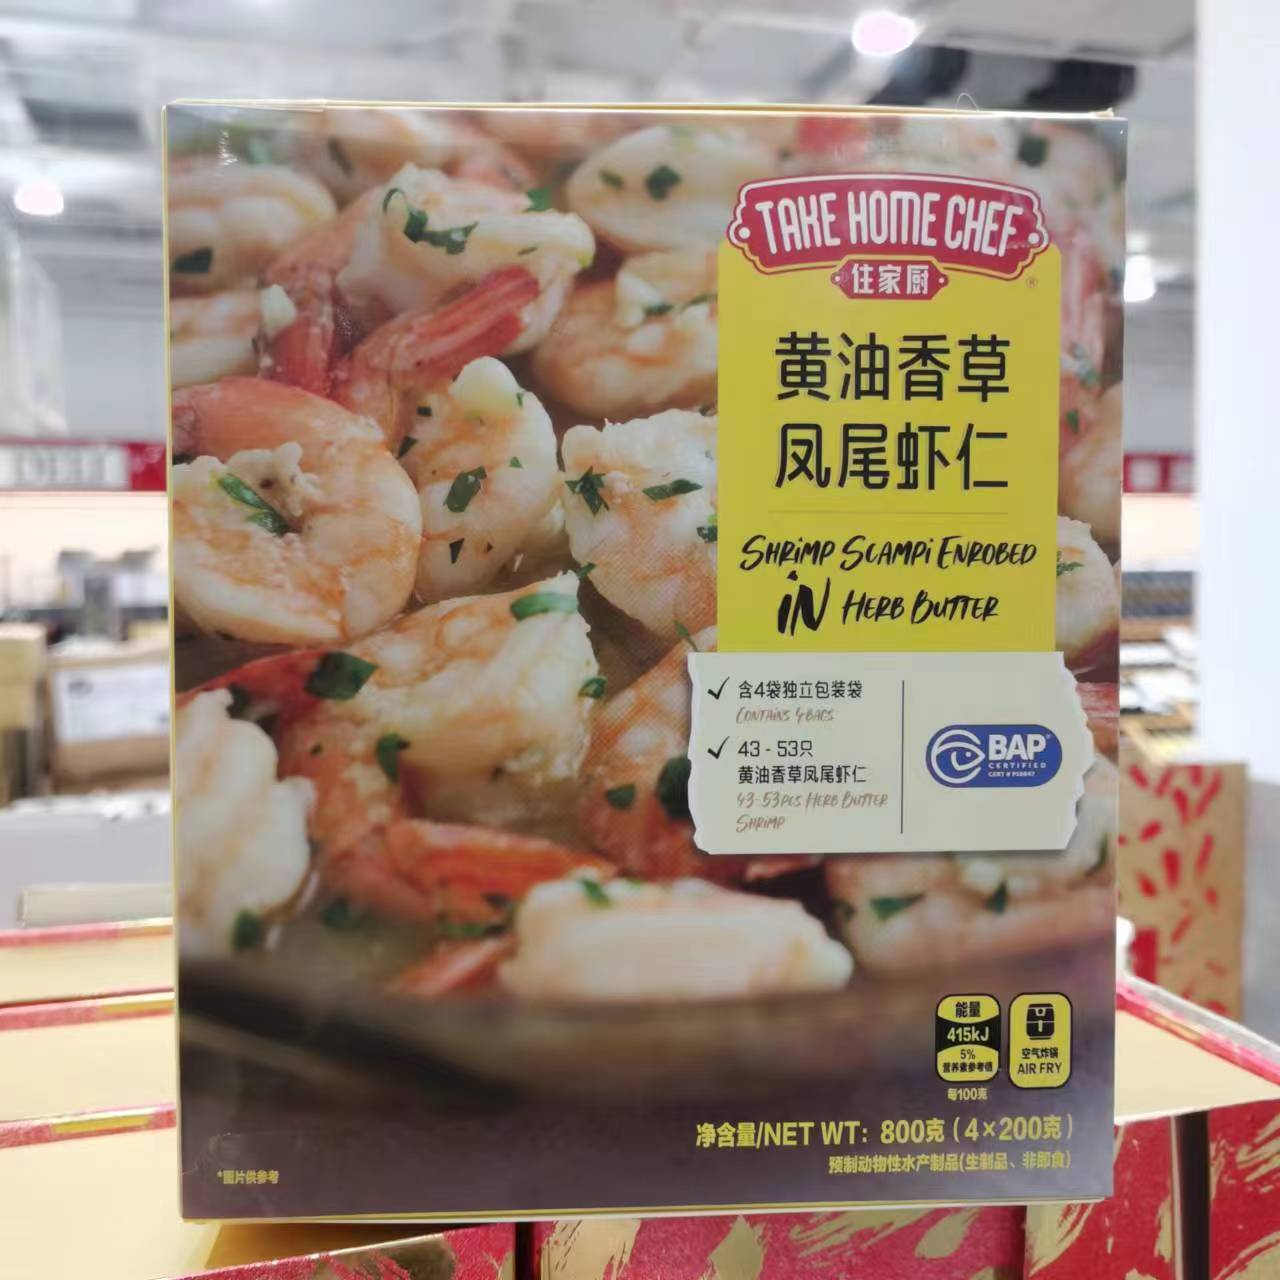 TAKE HOME CHEF
住家厨
®
黄油香草
凤尾虾仁
SHRIMP SCAMPI ENROBED
IN HERB BUTTER
含4袋独立包装袋
CONTAINS 4 BAGS
43 - 53只
黄油香草凤尾虾仁
43-53PCS HERB BUTTER
SHRIMP
BAP
CERTIFIED
能量
415kJ
5%
营养素参考值
每100克
空气炸锅
AIR FRY
净含量/NET WT: 800克(4×200克)
预制动物性水产制品(生制品、非即食)
*图片供参考
DELI